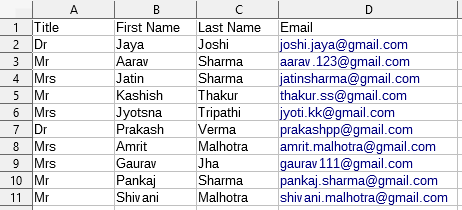 A B C D
1 Title First Name Last Name Email
2 Dr Jaya Joshi joshi.jaya@gmail.com
3 Mr Aarav Sharma aarav.123@gmail.com
4 Mrs Jatin Sharma jatinsharma@gmail.com
5 Mr Kashish Thakur thakur.ss@gmail.com
6 Mrs Jyotsna Tripathi jyoti.kk@gmail.com
7 Dr Prakash Verma prakashpp@gmail.com
8 Mrs Amrit Malhotra amrit.malhotra@gmail.com
9 Mrs Gaurav Jha gaurav111@gmail.com
10 Mr Pankaj Sharma pankaj.sharma@gmail.com
11 Mr Shivani Malhotra shivani.malhotra@gmail.com